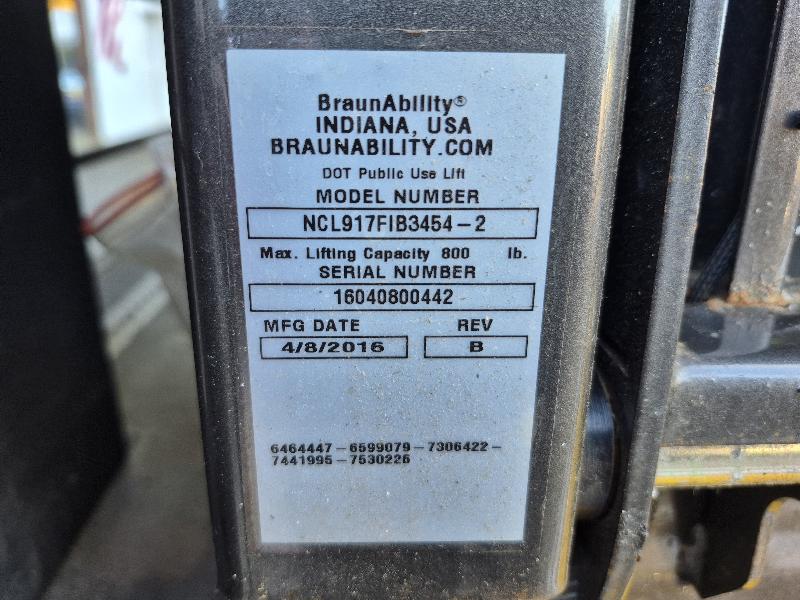 BraunAbility®
INDIANA, USA
BRAUNABILITY.COM
DOT Public Use Lift
MODEL NUMBER
NCL917FIB3454-2
Max. Lifting Capacity 800 lb.
SERIAL NUMBER
16040800442
MFG DATE REV
4/8/2016 B
6464447-6599079-7306422-
7441995-7530226